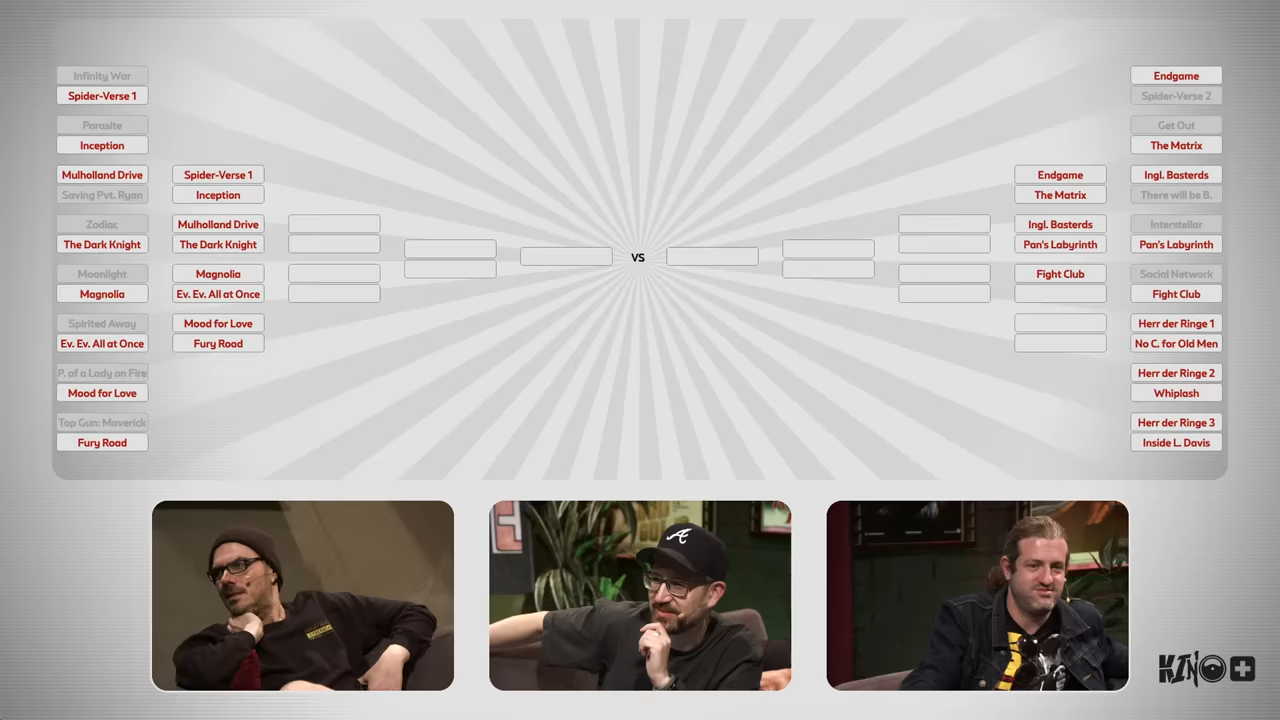 Infinity War
Spider-Verse 1
Parasite
Inception
Mulholland Drive
Saving Pvt. Ryan
Zodiac
The Dark Knight
Moonlight
Magnolia
Spirited Away
Ev. Ev. All at Once
P. of a Lady on Fire
Mood for Love
Top Gun: Maverick
Fury Road
Spider-Verse 1
Inception
Mulholland Drive
The Dark Knight
Magnolia
Ev. Ev. All at Once
Mood for Love
Fury Road
VS
Endgame
The Matrix
Ingl. Basterds
Pan's Labyrinth
Fight Club
Endgame
Spider-Verse 2
Get Out
The Matrix
Ingl. Basterds
There will be B.
Interstellar
Pan's Labyrinth
Social Network
Fight Club
Herr der Ringe 1
No C. for Old Men
Herr der Ringe 2
Whiplash
Herr der Ringe 3
Inside L. Davis
A
KINO+